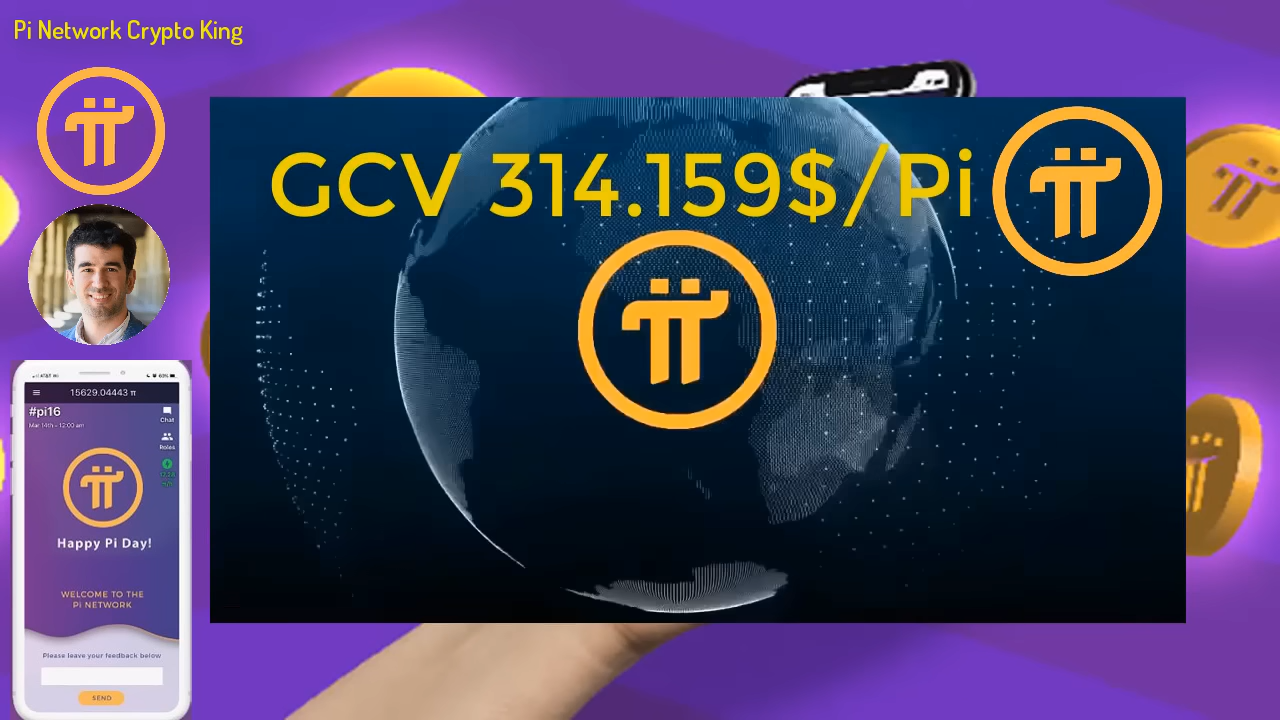 Pi Network Crypto King
GCV 314.159$/Pi
15629.04443 π
#pi16
Mar 14th - 12:00 am
Chat
Roles
Happy Pi Day!
WELCOME TO THE
Pi NETWORK
Please leave your feedback below
SEND